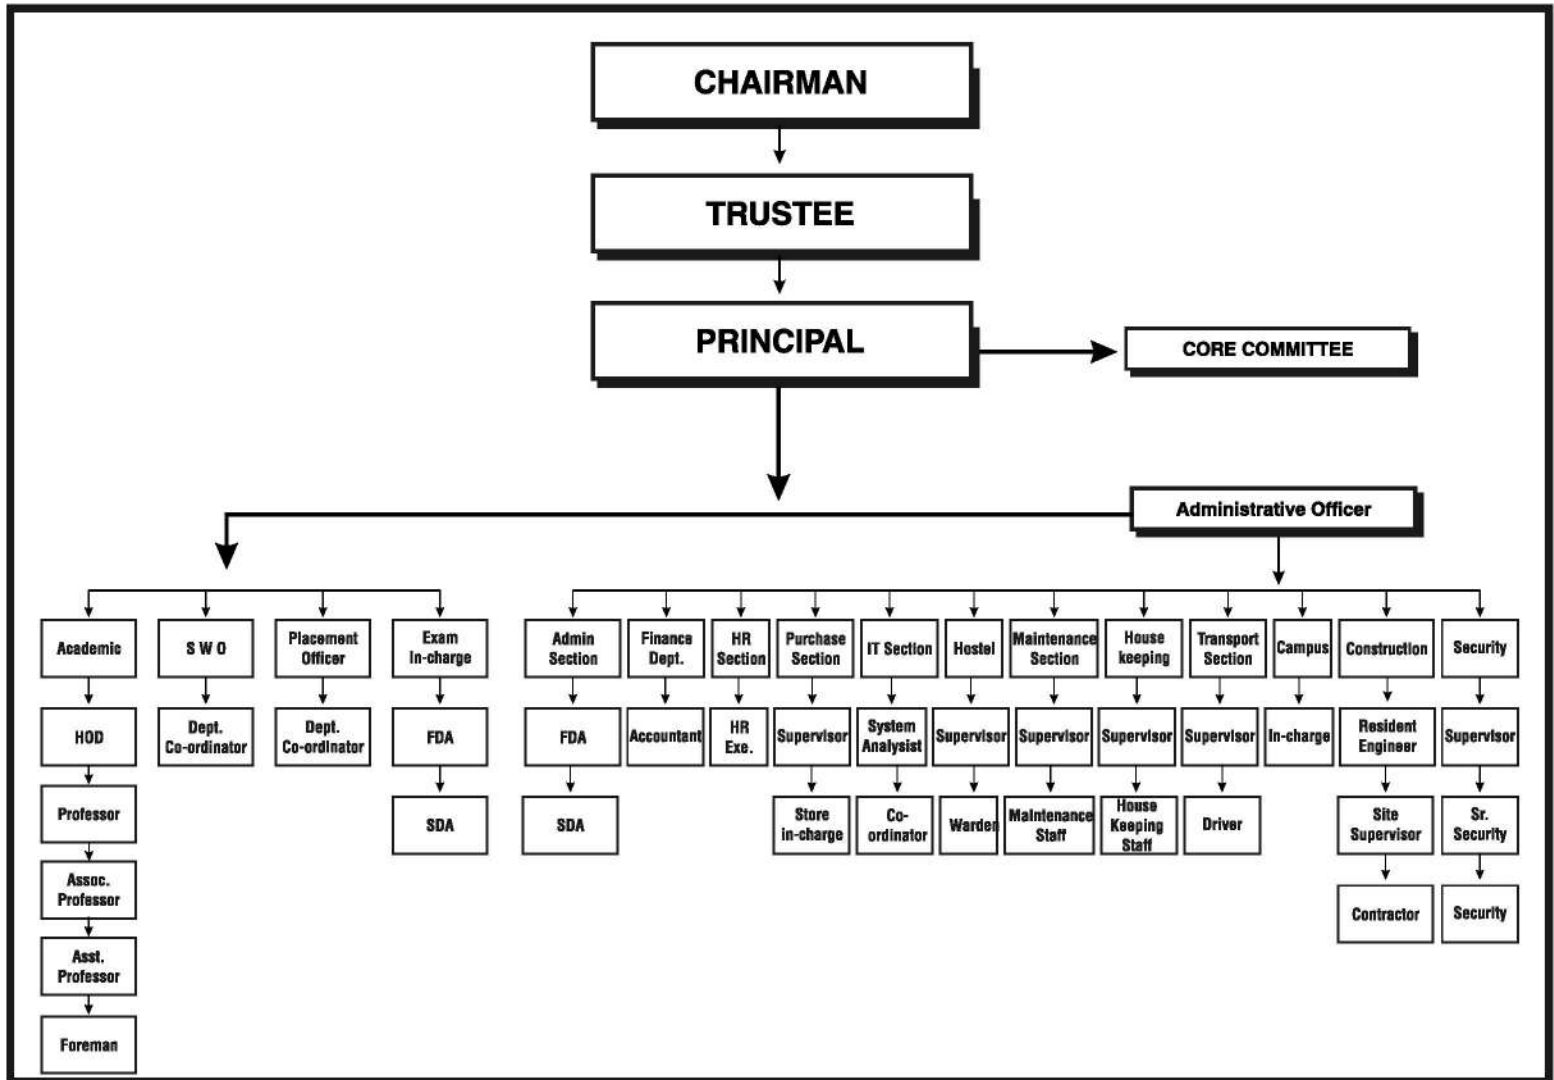 CHAIRMAN
TRUSTEE
PRINCIPAL
CORE COMMITTEE
Administrative Officer
Academic
S W O
Placement
Officer
Exam
In-charge
Admin
Section
Finance
Dept.
HR
Section
Purchase
Section
IT Section
Hostel
Maintenance
Section
House
keeping
Transport
Section
Campus
Construction
Security
HOD
Dept.
Co-ordinator
Dept.
Co-ordinator
FDA
FDA
Accountant
HR
Exe.
Supervisor
System
Analysist
Supervisor
Supervisor
Supervisor
Supervisor
In-charge
Resident
Engineer
Supervisor
Professor
SDA
SDA
Store
in-charge
Co-
ordinator
Warden
Maintenance
Staff
House
Keeping
Staff
Driver
Site
Supervisor
Sr.
Security
Assoc.
Professor
Contractor
Security
Asst.
Professor
Foreman